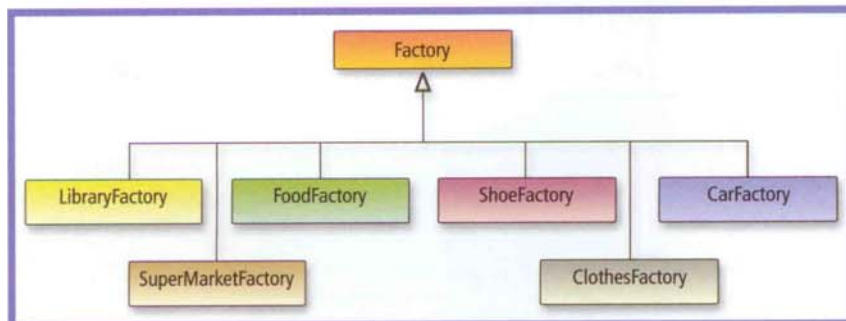 Factory
LibraryFactory
FoodFactory
ShoeFactory
CarFactory
SuperMarketFactory
ClothesFactory